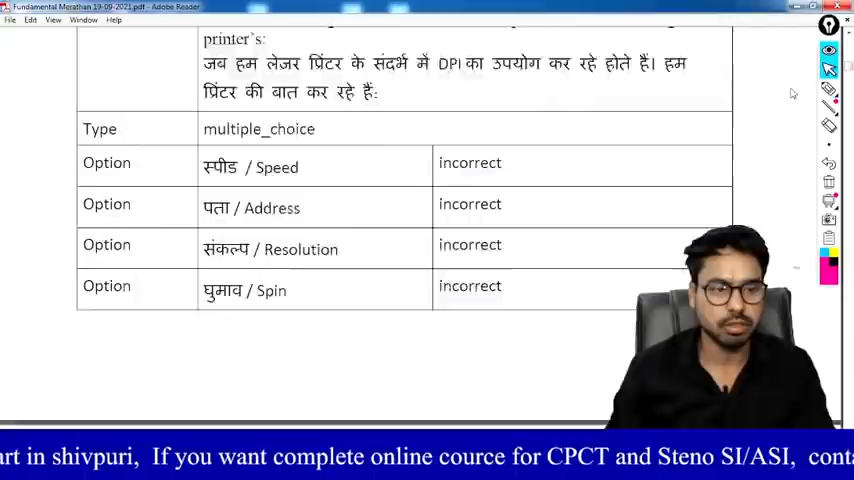 Fundamental Merathan 19-09-2021.pdf - Adobe Reader
File Edit View Window Help
printer's:
जब हम लेजर प्रिंटर के संदर्भ में DPI का उपयोग कर रहे होते हैं। हम
प्रिंटर की बात कर रहे हैं:
Type multiple_choice
Option स्पीड / Speed incorrect
Option पता / Address incorrect
Option संकल्प / Resolution incorrect
Option घुमाव / Spin incorrect
art in shivpuri, If you want complete online cource for CPCT and Steno SI/ASI, conta